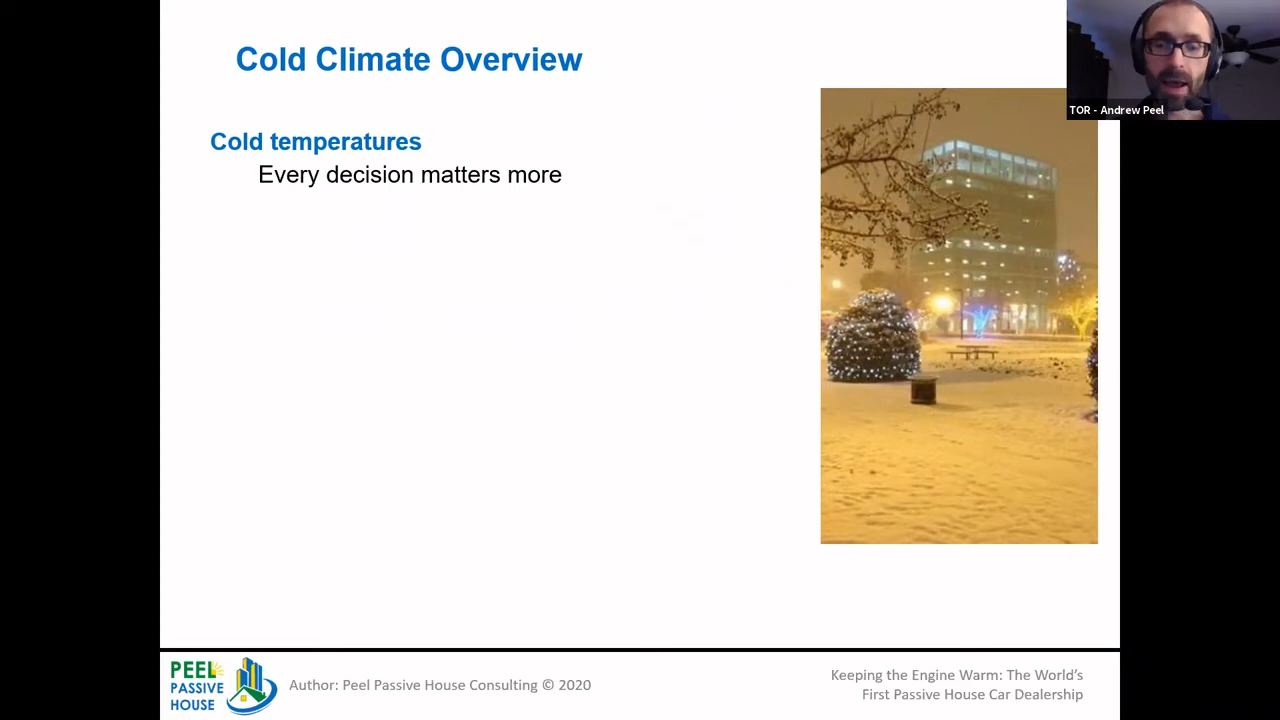 Cold Climate Overview
TOR - Andrew Peel
Cold temperatures
Every decision matters more
PEEL
PASSIVE
HOUSE
Author: Peel Passive House Consulting © 2020
Keeping the Engine Warm: The World's
First Passive House Car Dealership